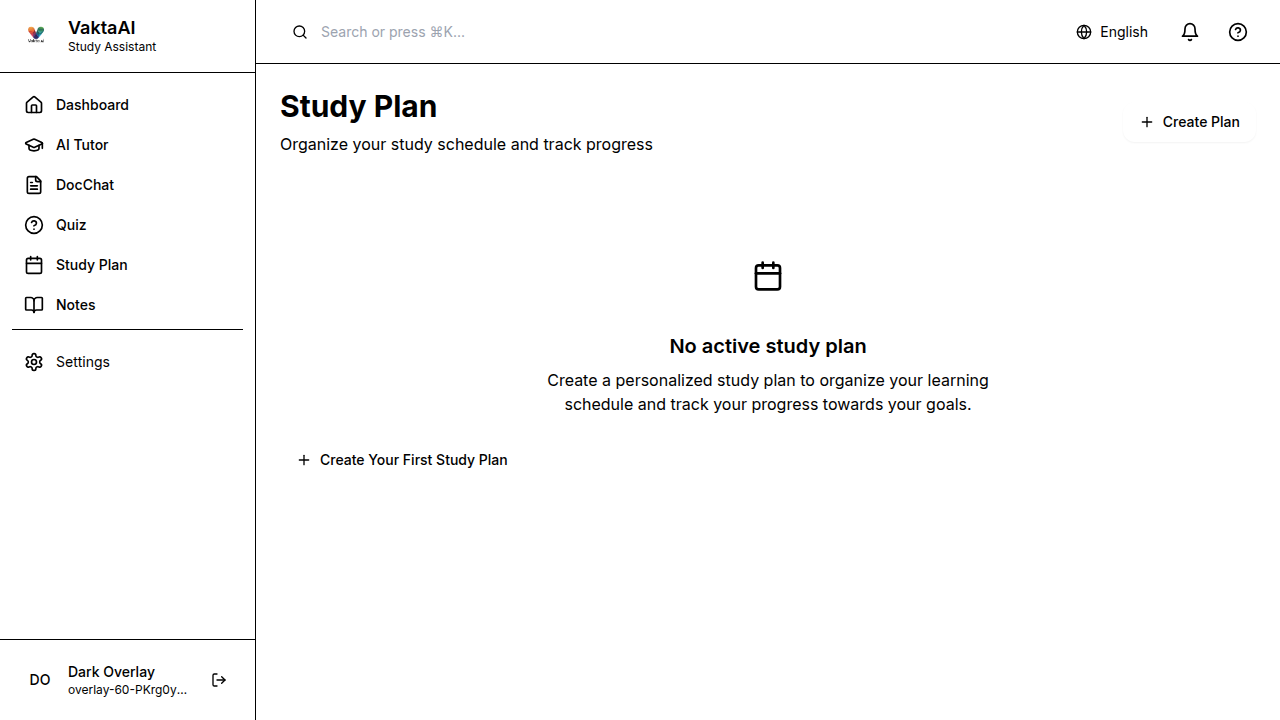 VaktaAI
Study Assistant
Dashboard
AI Tutor
DocChat
Quiz
Study Plan
Notes
Settings
DO
Dark Overlay
overlay-60-PKrg0y...
Search or press ⌘K...
English
Study Plan
Organize your study schedule and track progress
Create Plan
No active study plan
Create a personalized study plan to organize your learning
schedule and track your progress towards your goals.
Create Your First Study Plan